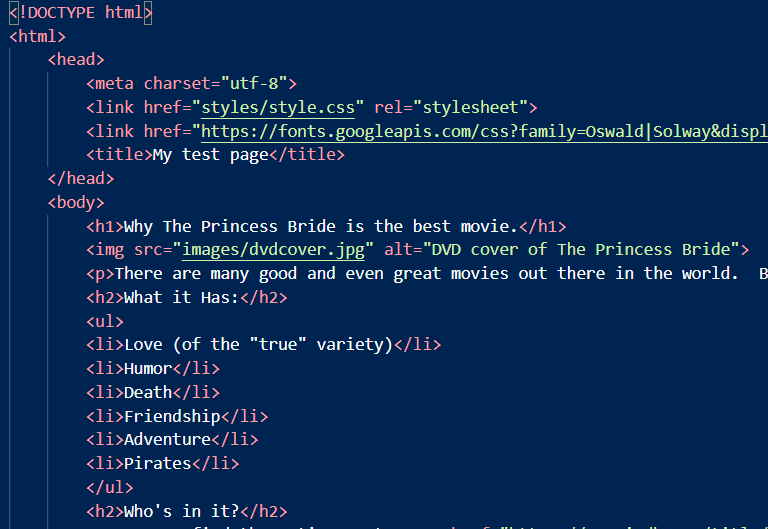 <!DOCTYPE html>
<html>
<head>
<meta charset="utf-8">
<link href="styles/style.css" rel="stylesheet">
<link href="https://fonts.googleapis.com/css?family=Oswald|Solway&displ
<title>My test page</title>
</head>
<body>
<h1>Why The Princess Bride is the best movie.</h1>
<img src="images/dvdcover.jpg" alt="DVD cover of The Princess Bride">
<p>There are many good and even great movies out there in the world.  B
<h2>What it Has:</h2>
<ul>
<li>Love (of the "true" variety)</li>
<li>Humor</li>
<li>Death</li>
<li>Friendship</li>
<li>Adventure</li>
<li>Pirates</li>
</ul>
<h2>Who's in it?</h2>